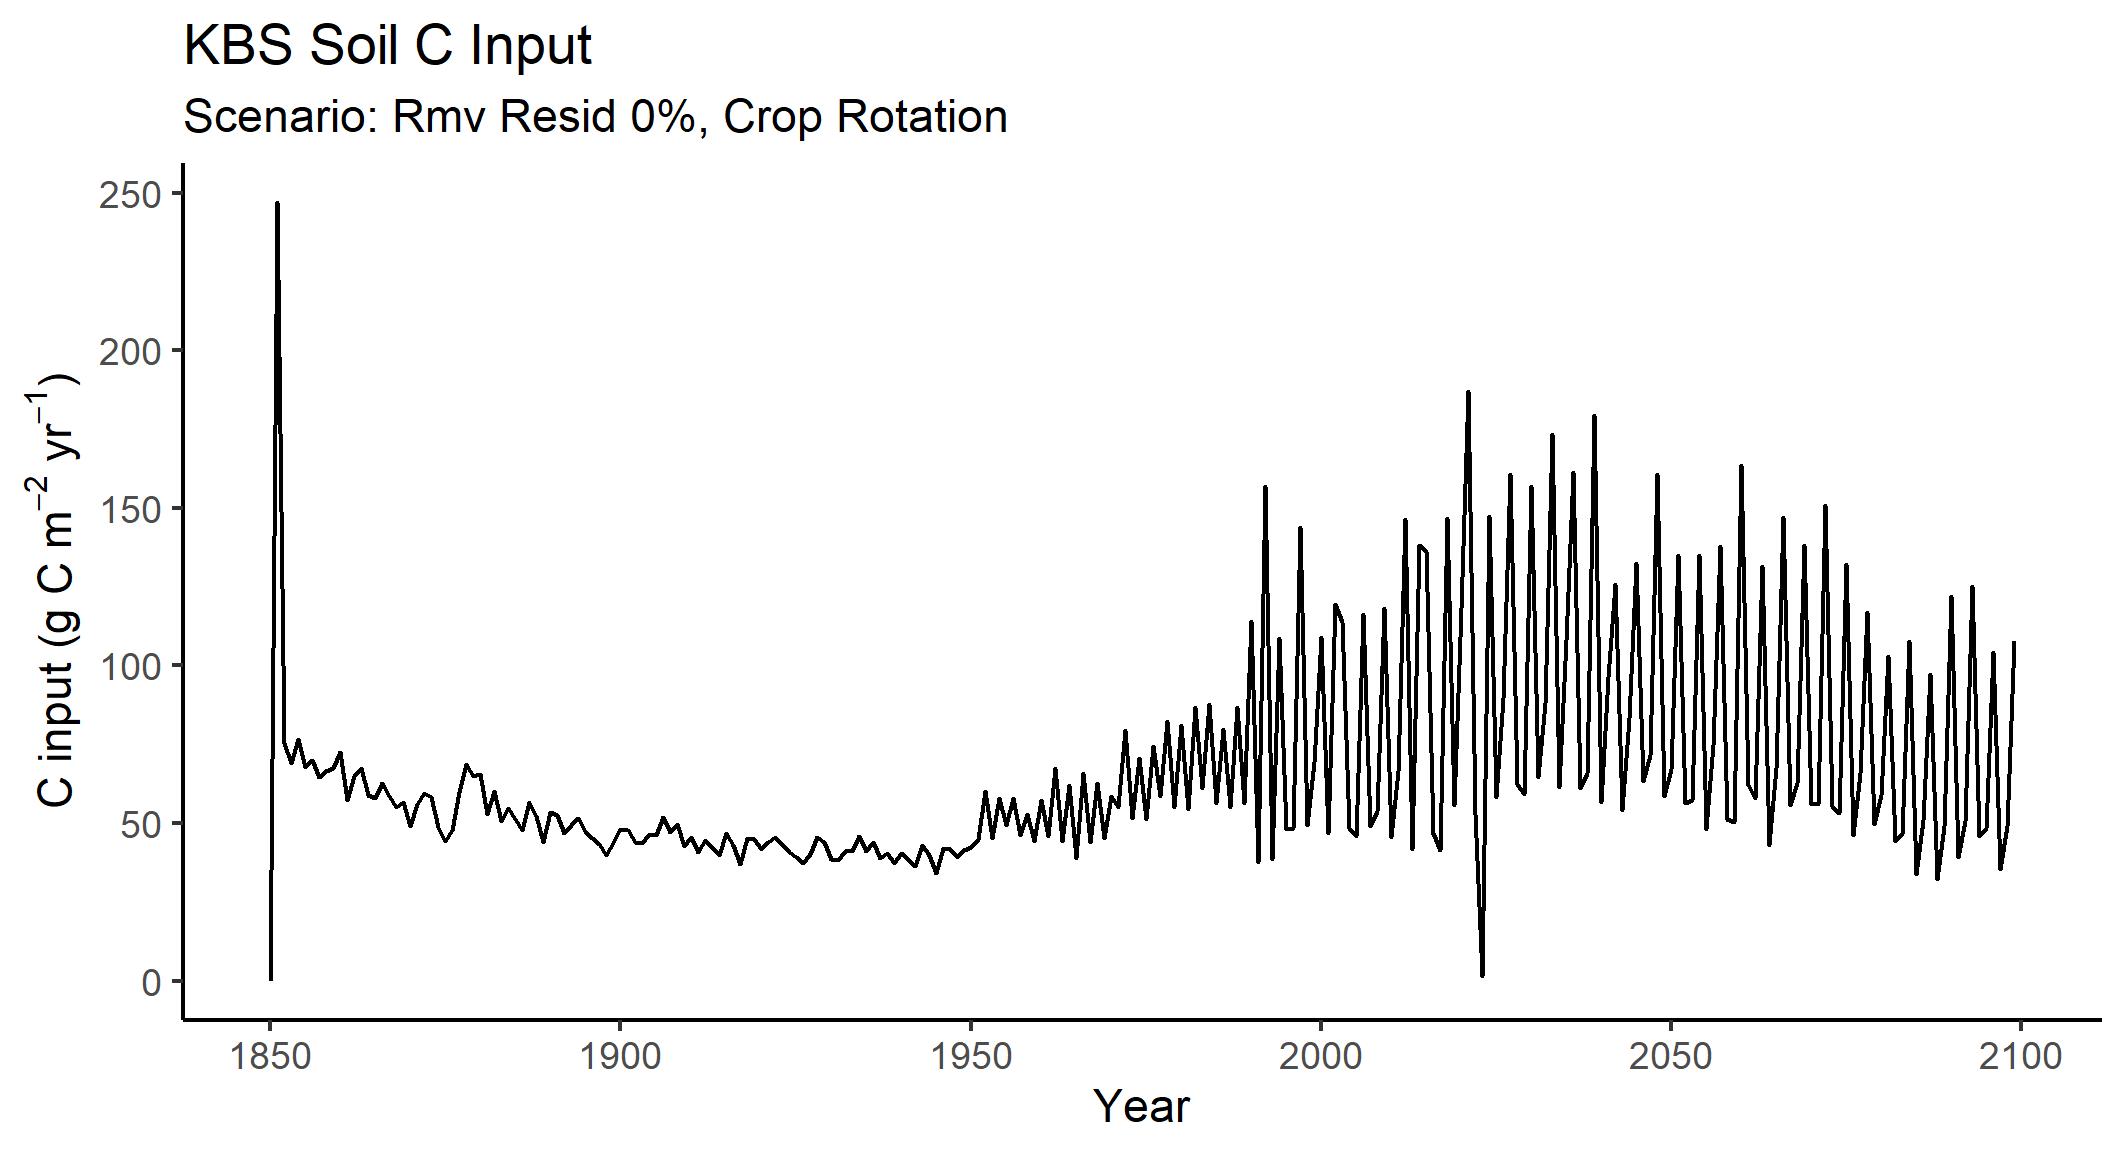 KBS Soil C Input
Scenario: Rmv Resid 0%, Crop Rotation
C input (g C m⁻² yr⁻¹)
250
200
150
100
50
0
1850 1900 1950 2000 2050 2100
Year